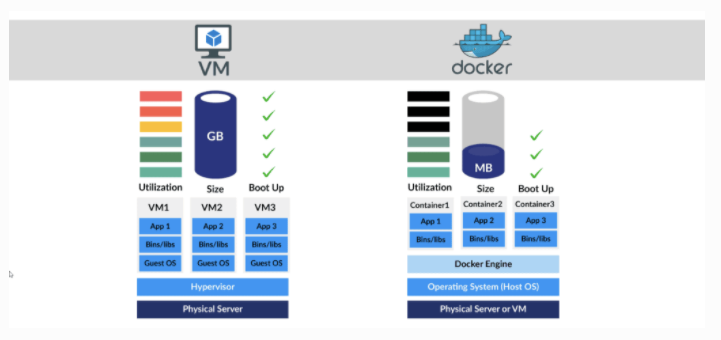 VM
docker
GB
MB
Utilization
Size
Boot Up
Utilization
Size
Boot Up
VM1
VM2
VM3
App 1
App 2
App 3
Bins/libs
Bins/libs
Bins/libs
Guest OS
Guest OS
Guest OS
Hypervisor
Physical Server
Container1
Container2
Container3
App 1
App 2
App 3
Bins/libs
Bins/libs
Bins/libs
Docker Engine
Operating System (Host OS)
Physical Server or VM